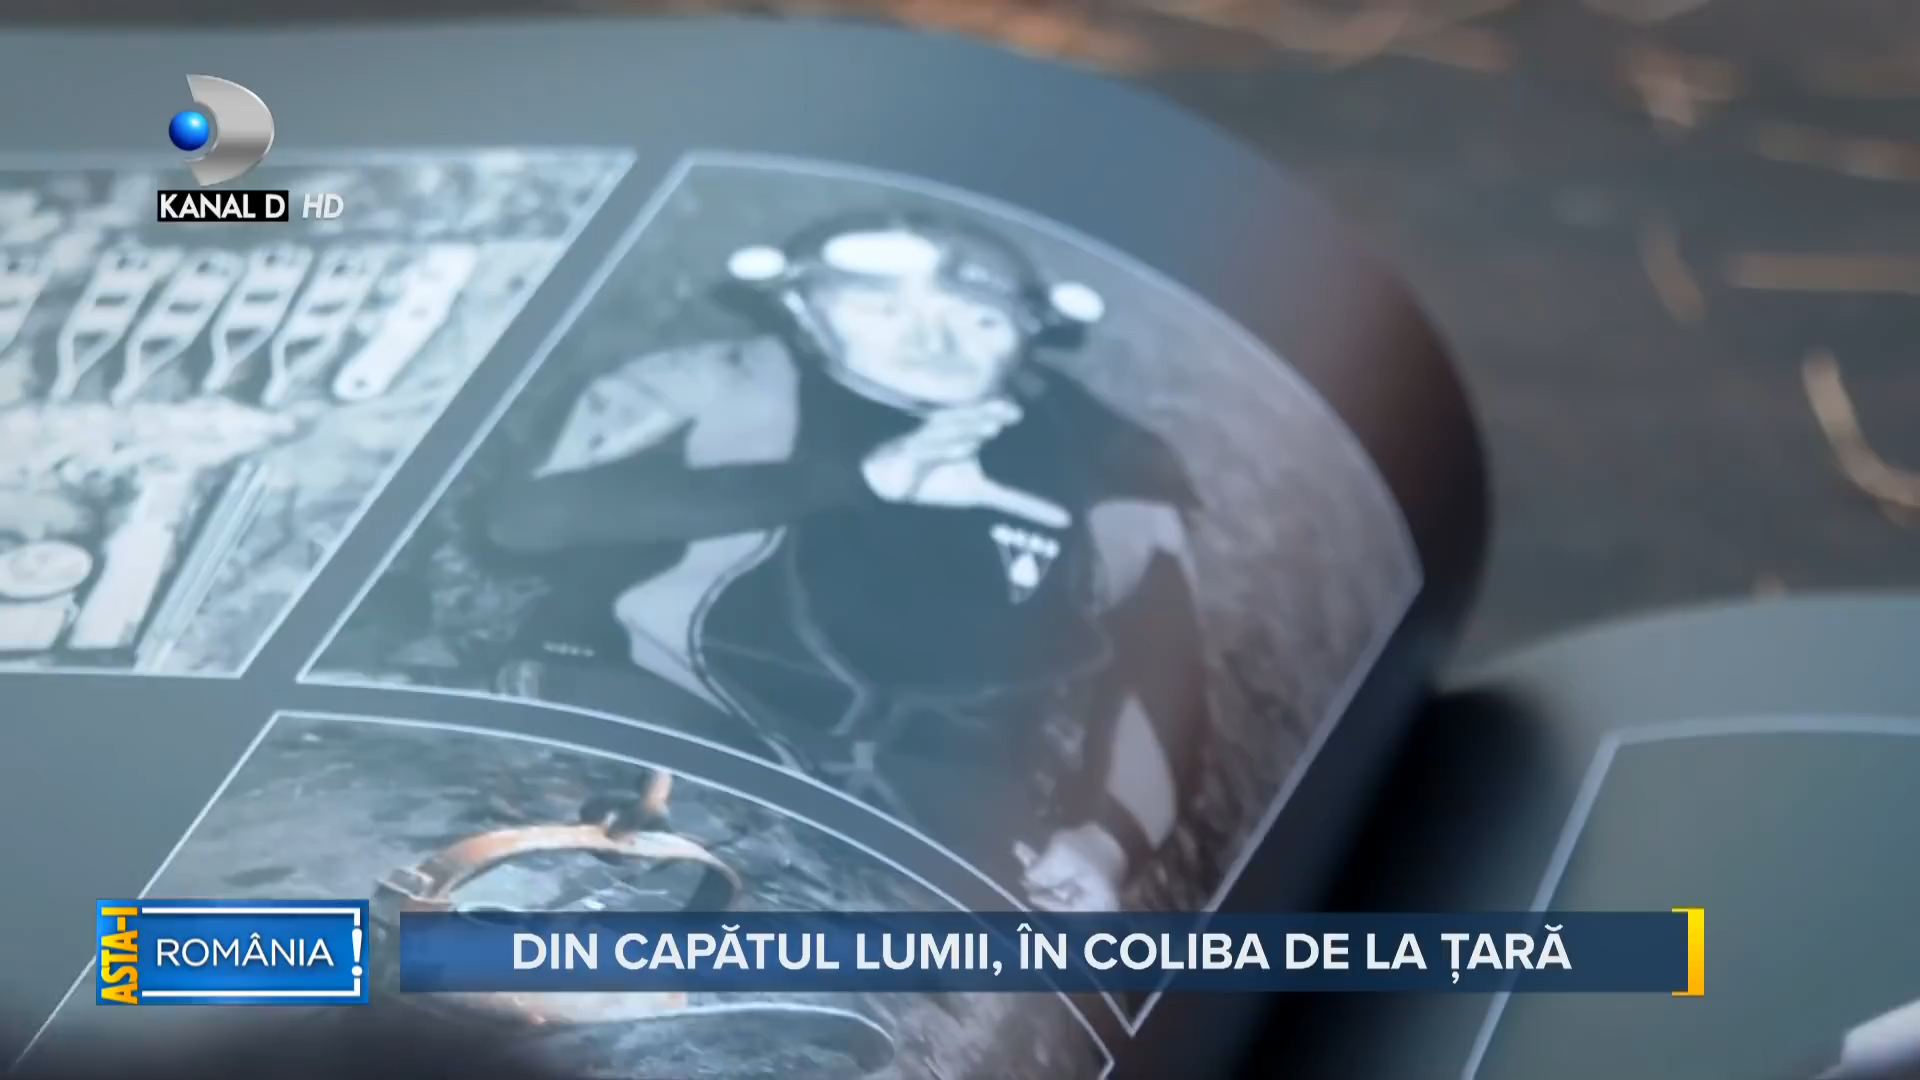 KANAL D HD
ASTA-I
ROMÂNIA!
DIN CAPĂTUL LUMII, ÎN COLIBA DE LA ȚARĂ